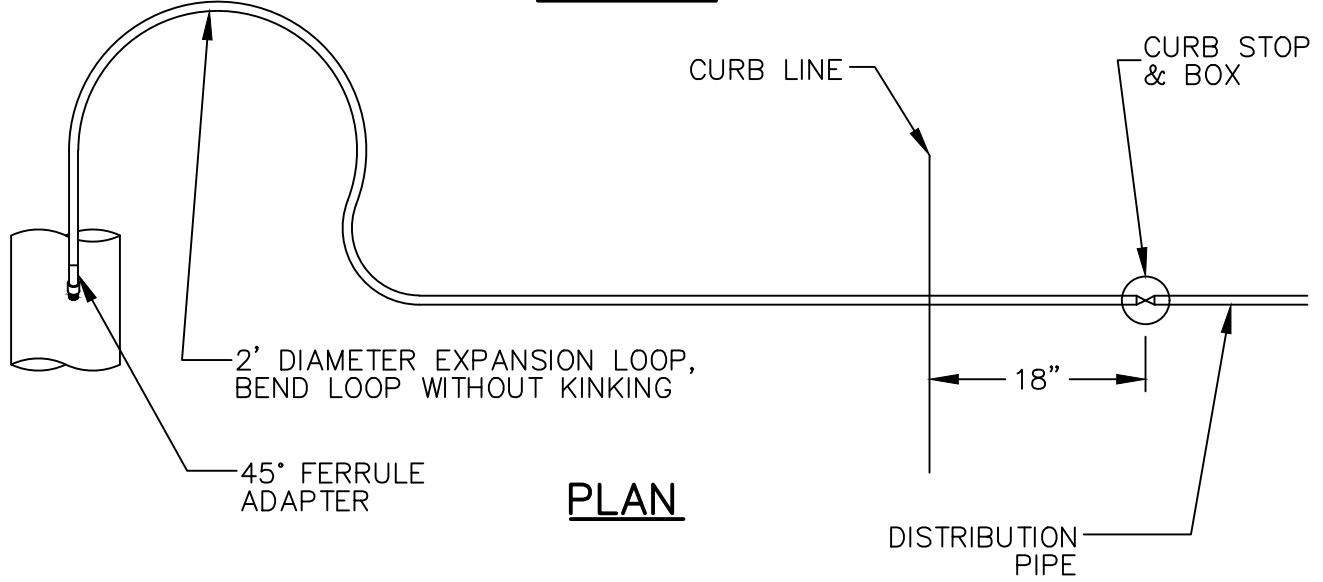 CURB LINE
CURB STOP
& BOX
2’ DIAMETER EXPANSION LOOP,
BEND LOOP WITHOUT KINKING
18”
45° FERRULE
ADAPTER
PLAN
DISTRIBUTION
PIPE